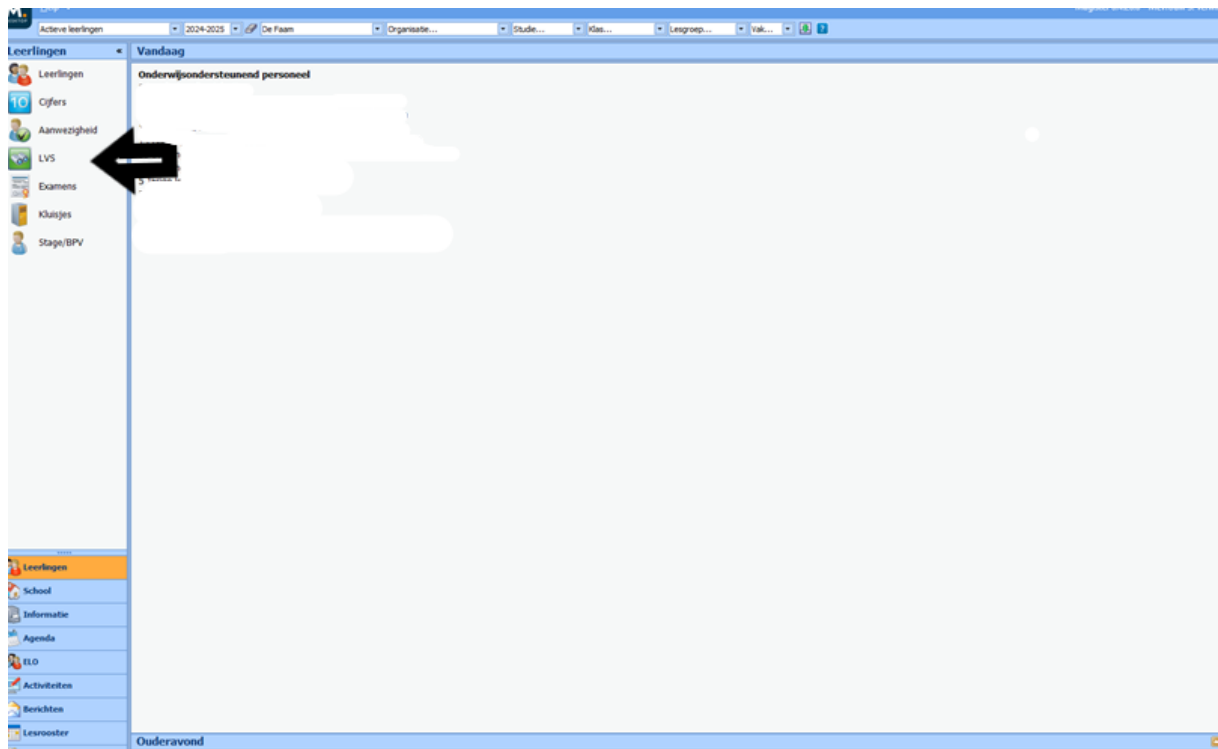 Actieve leerlingen 2024-2025 De Faam Organisatie... Studie... Klas... Lesgroep... Vak...
Leerlingen « Vandaag
Onderwijsondersteunend personeel
Leerlingen
10 Cijfers
Aanwezigheid
LVS
Examens
Kluisjes
Stage/BPV
Leerlingen
School
Informatie
Agenda
ELO
Activiteiten
Berichten
Lesrooster
Ouderavond